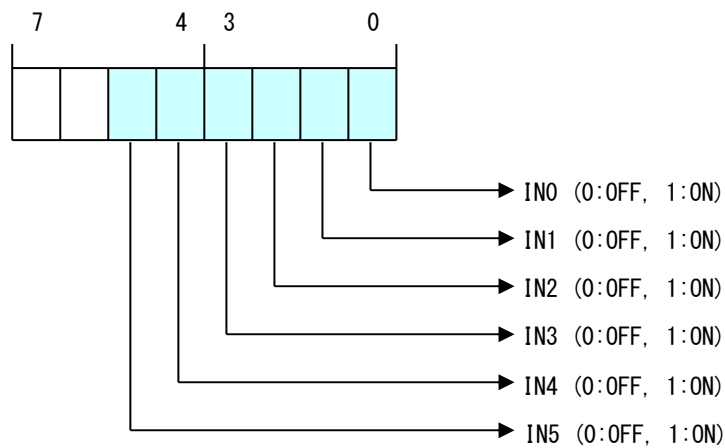 7 4 3 0
IN0 (0:OFF, 1:ON)
IN1 (0:OFF, 1:ON)
IN2 (0:OFF, 1:ON)
IN3 (0:OFF, 1:ON)
IN4 (0:OFF, 1:ON)
IN5 (0:OFF, 1:ON)